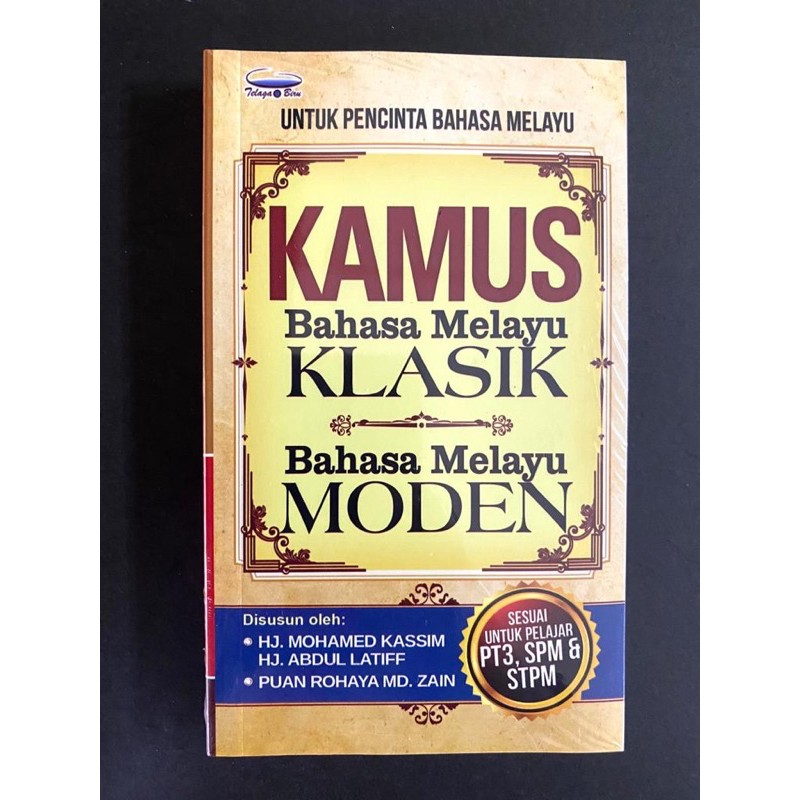 Telaga Biru
UNTUK PENCINTA BAHASA MELAYU
KAMUS
Bahasa Melayu
KLASIK
Bahasa Melayu
MODEN
Disusun oleh:
• HJ. MOHAMED KASSIM
HJ. ABDUL LATIFF
• PUAN ROHAYA MD. ZAIN
SESUAI
UNTUK PELAJAR
PT3, SPM &
STPM